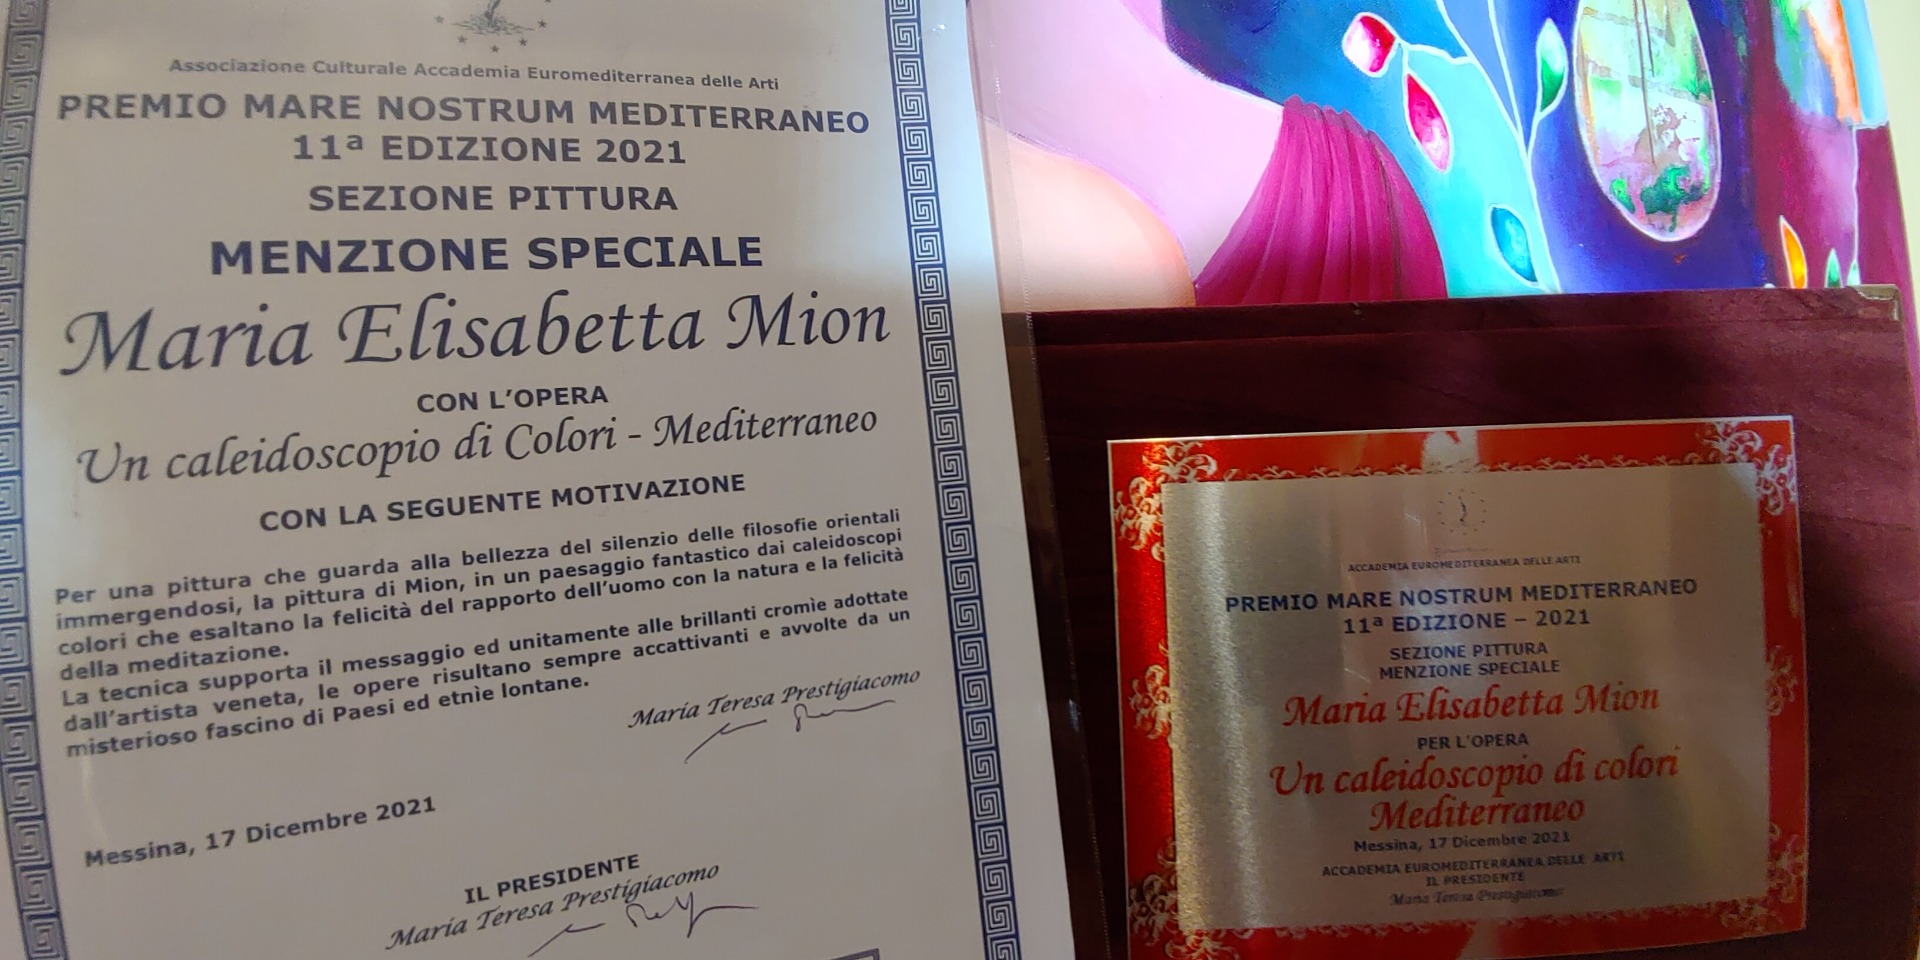 Associazione Culturale Accademia Euromediterranea delle Arti
PREMIO MARE NOSTRUM MEDITERRANEO
11ª EDIZIONE 2021
SEZIONE PITTURA
MENZIONE SPECIALE
Maria Elisabetta Mion
CON L'OPERA
Un caleidoscopio di Colori - Mediterraneo
CON LA SEGUENTE MOTIVAZIONE
Per una pittura che guarda alla bellezza del silenzio delle filosofie orientali
immergendosi, la pittura di Mion, in un paesaggio fantastico dai caleidoscopi
colori che esaltano la felicità del rapporto dell'uomo con la natura e la felicità
della meditazione.
La tecnica supporta il messaggio ed unitamente alle brillanti cromìe adottate
dall'artista veneta, le opere risultano sempre accattivanti e avvolte da un
misterioso fascino di Paesi ed etnìe lontane.
Maria Teresa Prestigiacomo
Messina, 17 Dicembre 2021
IL PRESIDENTE
Maria Teresa Prestigiacomo
ACCADEMIA EUROMEDITERRANEA DELLE ARTI
PREMIO MARE NOSTRUM MEDITERRANEO
11ª EDIZIONE – 2021
SEZIONE PITTURA
MENZIONE SPECIALE
Maria Elisabetta Mion
PER L'OPERA
Un caleidoscopio di colori
Mediterraneo
Messina, 17 Dicembre 2021
ACCADEMIA EUROMEDITERRANEA DELLE ARTI
IL PRESIDENTE
Maria Teresa Prestigiacomo